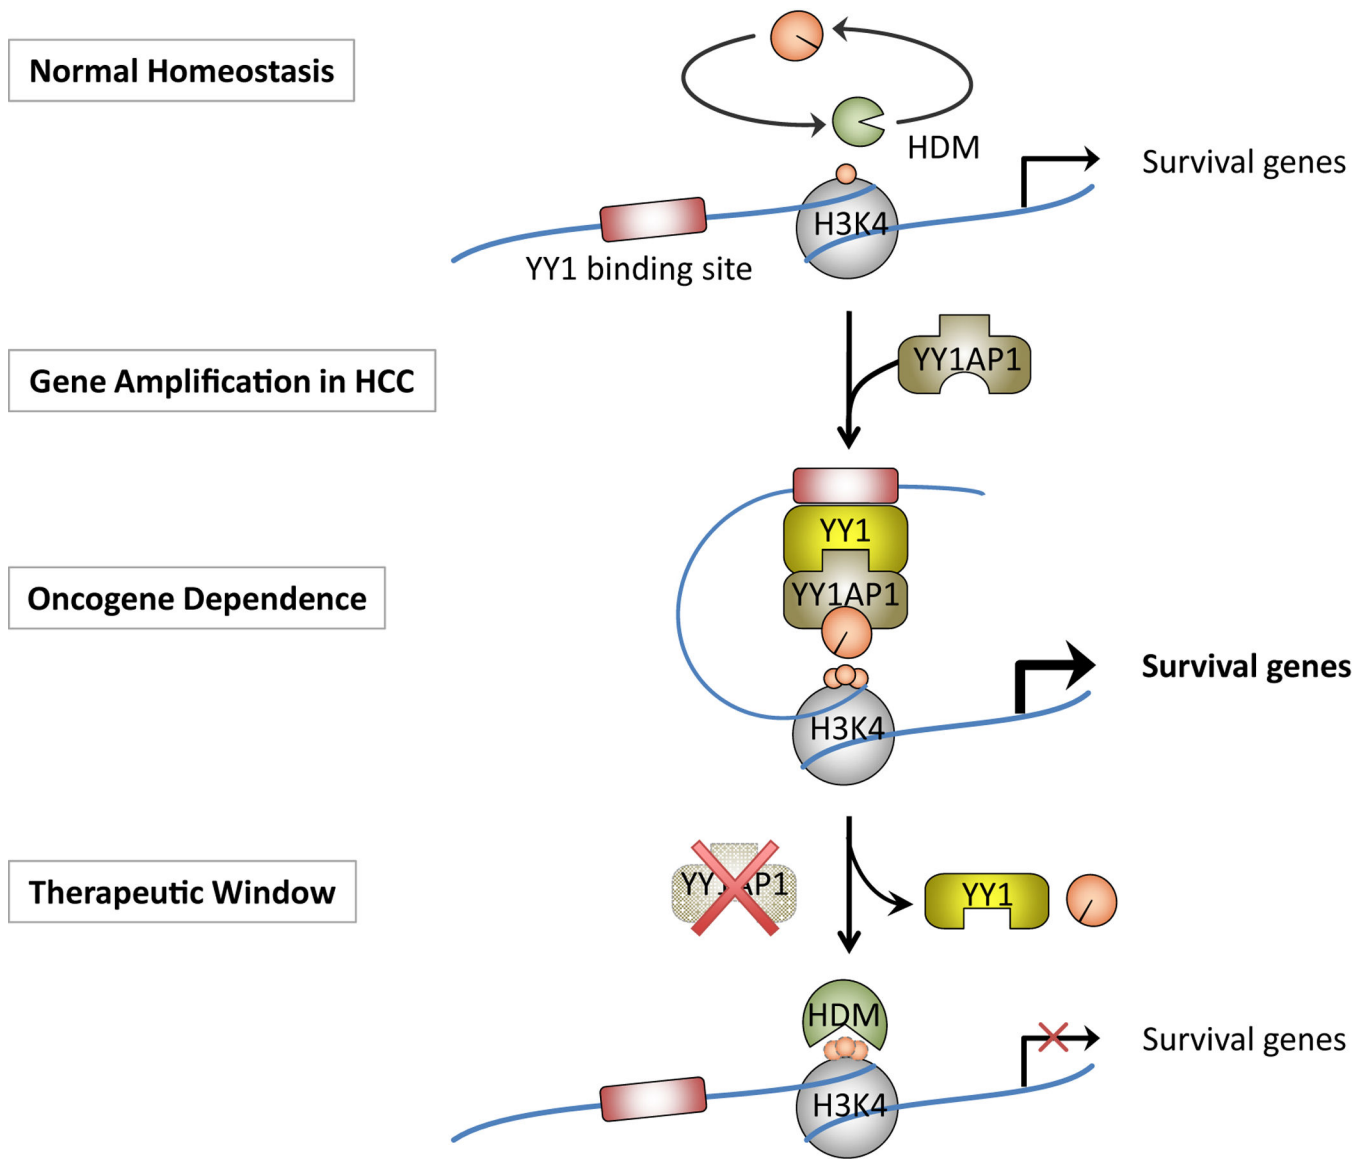 Normal Homeostasis
HDM
Survival genes
H3K4
YY1 binding site
Gene Amplification in HCC
YY1AP1
YY1
Oncogene Dependence
YY1AP1
Survival genes
H3K4
Therapeutic Window
YY1AP1
YY1
HDM
Survival genes
H3K4